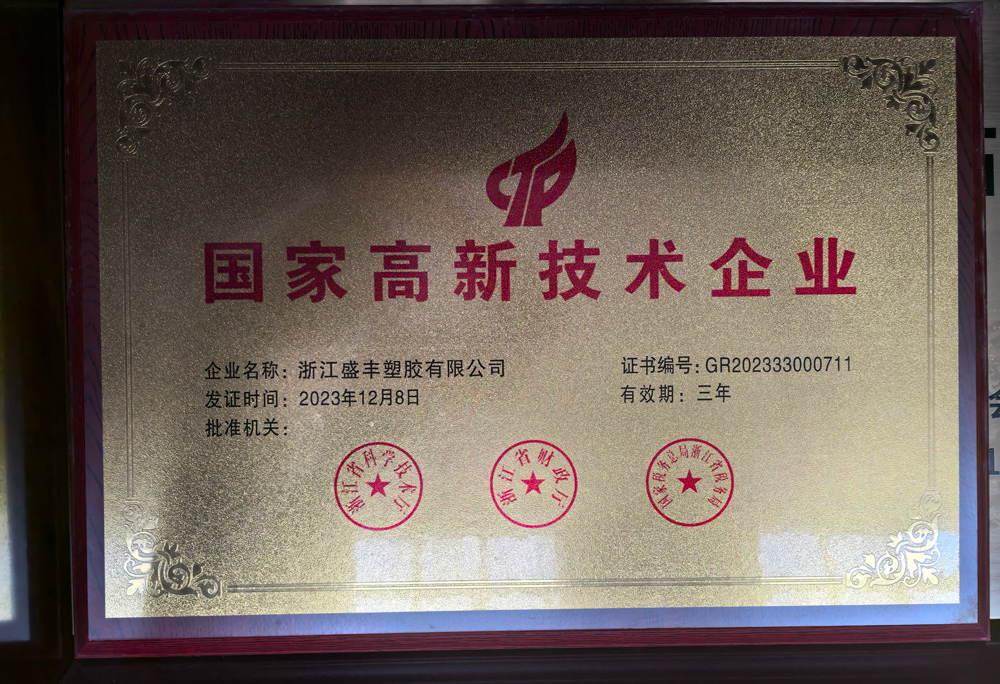 国家高新技术企业
企业名称：浙江盛丰塑胶有限公司
证书编号：GR202333000711
发证时间：2023年12月8日
有效期：三年
批准机关：
浙江省科学技术厅
浙江省财政厅
国家税务总局浙江省税务局